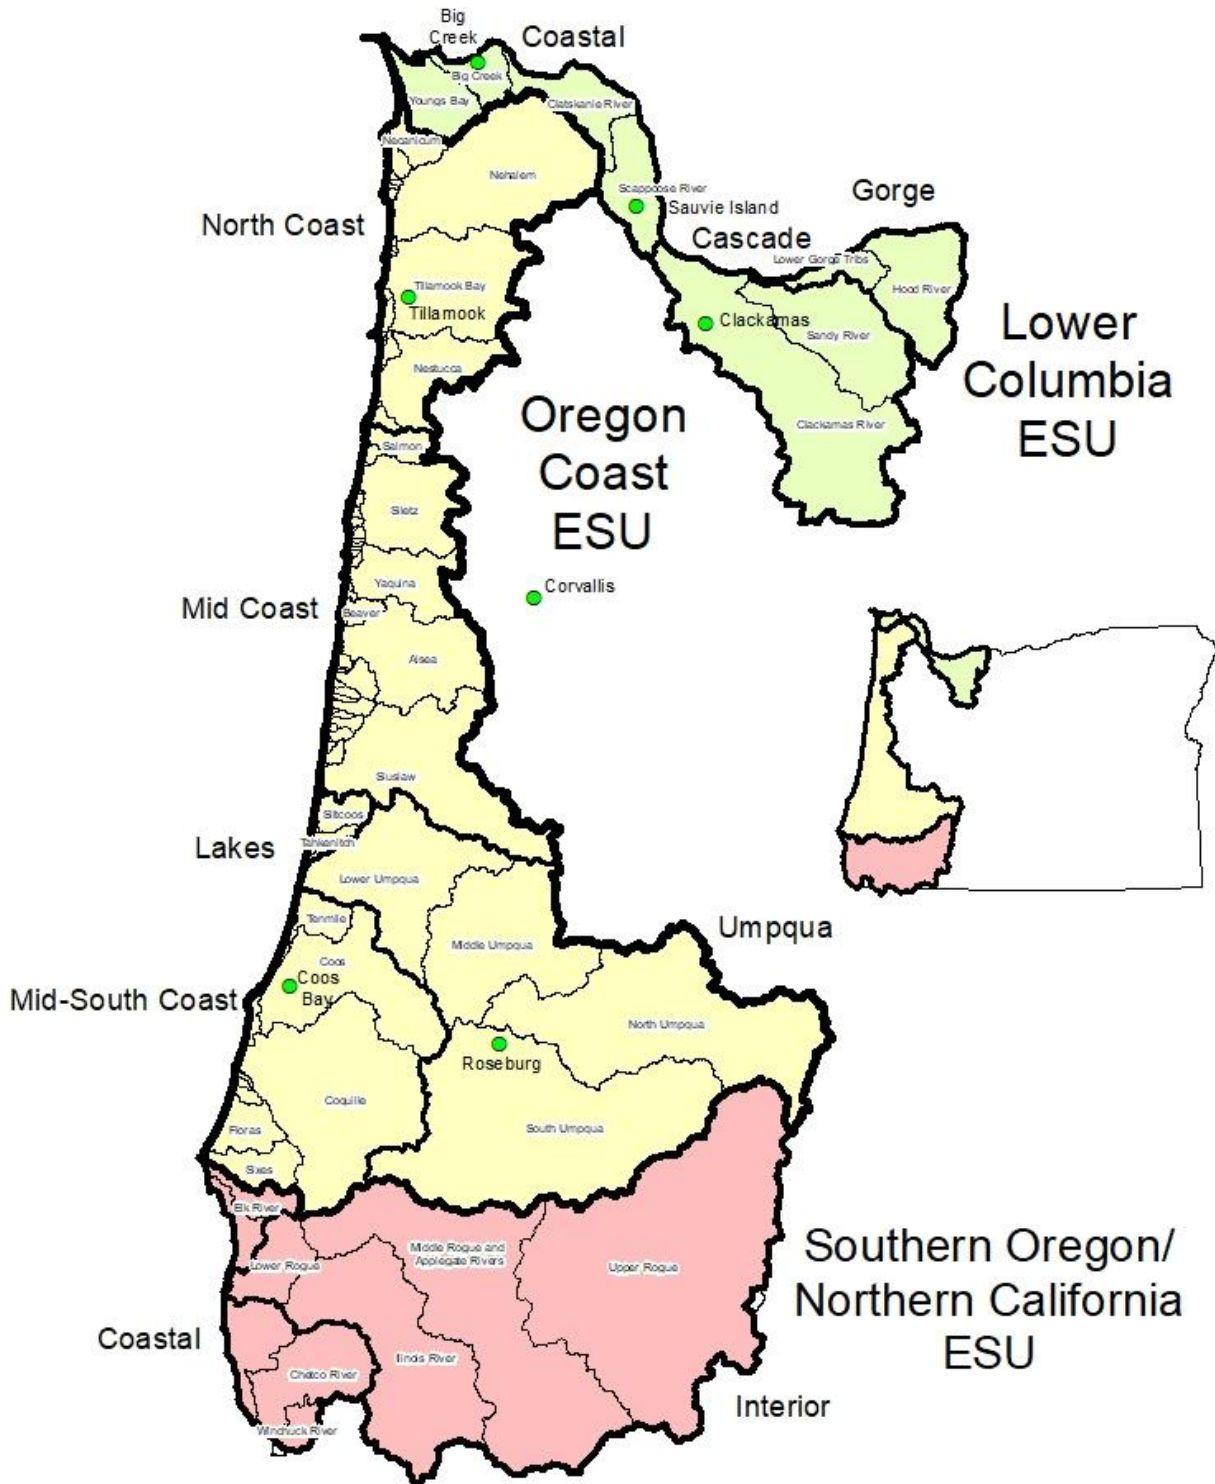 Big
Creek
Coastal
Big Creek
Youngs Bay
Clatskanie River
Necanicum
Nehalem
Scappoose River
Sauvie Island
Gorge
North Coast
Cascade
Lower Gorge Tribs
Hood River
Tillamook Bay
Tillamook
Clackamas
Sandy River
Lower
Columbia
ESU
Nestucca
Oregon
Coast
ESU
Clackamas River
Salmon
Siletz
Yaquina
Corvallis
Mid Coast
Beaver
Alsea
Siuslaw
Siltcoos
Tahkenitch
Lakes
Lower Umpqua
Tenmile
Umpqua
Middle Umpqua
Coos
Coos
Bay
Mid-South Coast
North Umpqua
Roseburg
Coquille
Floras
South Umpqua
Sixes
Elk River
Lower Rogue
Middle Rogue and
Applegate Rivers
Upper Rogue
Southern Oregon/
Northern California
ESU
Coastal
Illinois River
Chetco River
Interior
Winchuck River